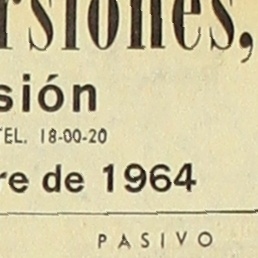 rsiones,
sión
TEL. 18-00-20
re de 1964
PASIVO